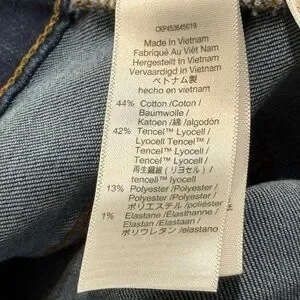 CKP453645019
Made In Vietnam
Fabriqué Au Viêt Nam
Hergestellt In Vietnam
Vervaardigd in Vietnam
ベトナム製
hecho en vietnam
44% Cotton /Coton /
Baumwolle /
Katoen /綿 /algodón
42% Tencel™ Lyocell /
Lyocell Tencel™ /
Tencel™ Lyocell /
Tencel™ Lyocell /
再生繊維 (リヨセル) /
tencell™ lyocell
13% Polyester /Polyester /
Polyester /Polyester /
ポリエステル /poliéster
1% Elastane /Élasthanne /
Elastan /Elastaan /
ポリウレタン /elastano